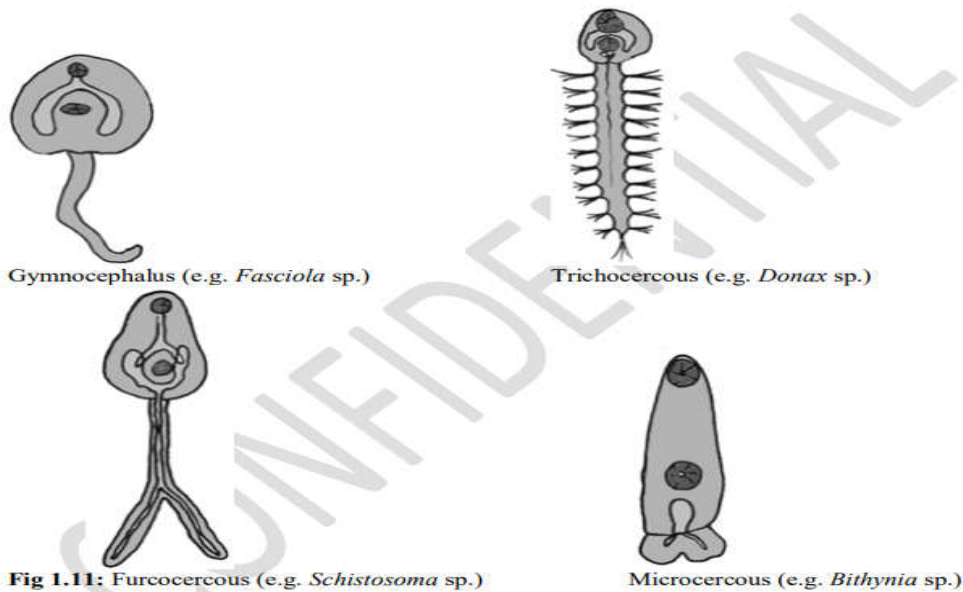 Gymnocephalus (e.g. Fasciola sp.)
Trichocercous (e.g. Donax sp.)
Fig 1.11: Furcocercous (e.g. Schistosoma sp.)
Microcercous (e.g. Bithynia sp.)
CONFIDENTIAL